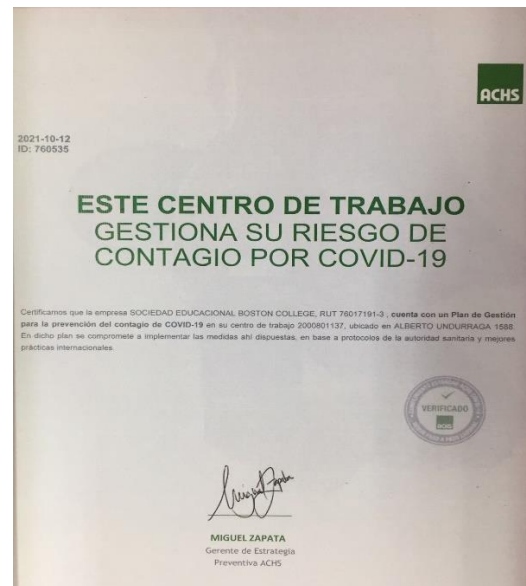 ACHS
2021-10-12
ID: 760535
ESTE CENTRO DE TRABAJO
GESTIONA SU RIESGO DE
CONTAGIO POR COVID-19
Certificamos que la empresa SOCIEDAD EDUCACIONAL BOSTON COLLEGE, RUT 76017191-3 , cuenta con un Plan de Gestión
para la prevención del contagio de COVID-19 en su centro de trabajo 2000801137, ubicado en ALBERTO UNDURRAGA 1588.
En dicho plan se compromete a implementar las medidas ahí dispuestas, en base a protocolos de la autoridad sanitaria y mejores
prácticas internacionales.
VERIFICADO
ACHS
MIGUEL ZAPATA
Gerente de Estrategia
Preventiva ACHS